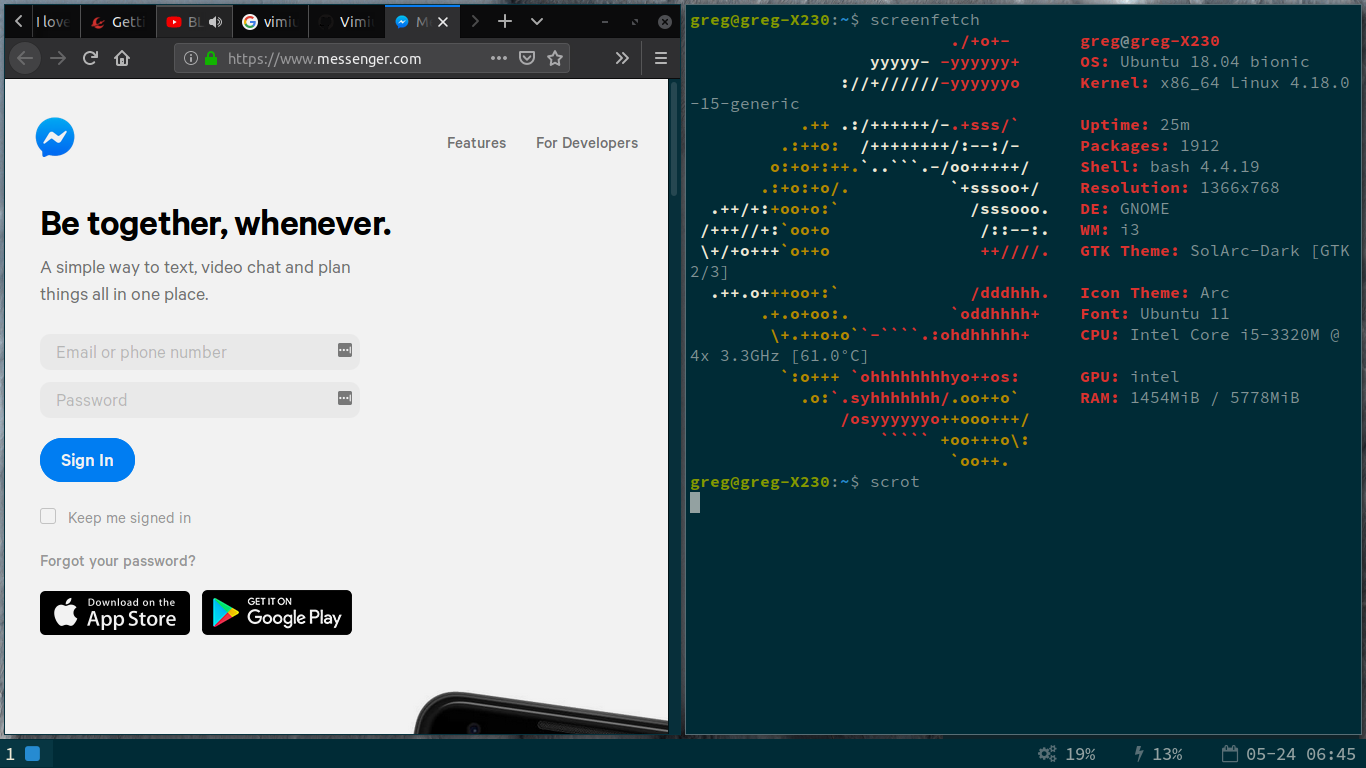 I love
Getti
BL
vimiu
Vimiu
Me
https://www.messenger.com
Features
For Developers
Be together, whenever.
A simple way to text, video chat and plan
things all in one place.
Email or phone number
Password
Sign In
Keep me signed in
Forgot your password?
Download on the
App Store
GET IT ON
Google Play
greg@greg-X230:~$ screenfetch
./+o+-       greg@greg-X230
yyyyy- -yyyyyy+      OS: Ubuntu 18.04 bionic
://+//////-yyyyyyo      Kernel: x86_64 Linux 4.18.0
-15-generic
.++ .:/++++++/-.+sss/`      Uptime: 25m
.:++o:  /++++++++/:--:/-      Packages: 1912
o:+o+:++.`..```.-/oo+++++/      Shell: bash 4.4.19
.:+o:+o/.          `+sssoo+/     Resolution: 1366x768
.++/+:+oo+o:`             /sssooo.    DE: GNOME
/+++//+:`oo+o               /::--:.    WM: i3
\+/+o+++`o++o               ++////.    GTK Theme: SolArc-Dark [GTK
2/3]
.++.o+++oo+:`             /dddhhh.    Icon Theme: Arc
.+.o+oo:.          `oddhhhh+     Font: Ubuntu 11
\+.++o+o``-````.:ohdhhhhh+      CPU: Intel Core i5-3320M @
4x 3.3GHz [61.0°C]
`:o+++ `ohhhhhhhhyo++os:       GPU: intel
.o:`.syhhhhhhh/.oo++o`       RAM: 1454MiB / 5778MiB
/osyyyyyyo++ooo+++/
````` +oo+++o\:
`oo++.
greg@greg-X230:~$ scrot
1
19%
13%
05-24 06:45